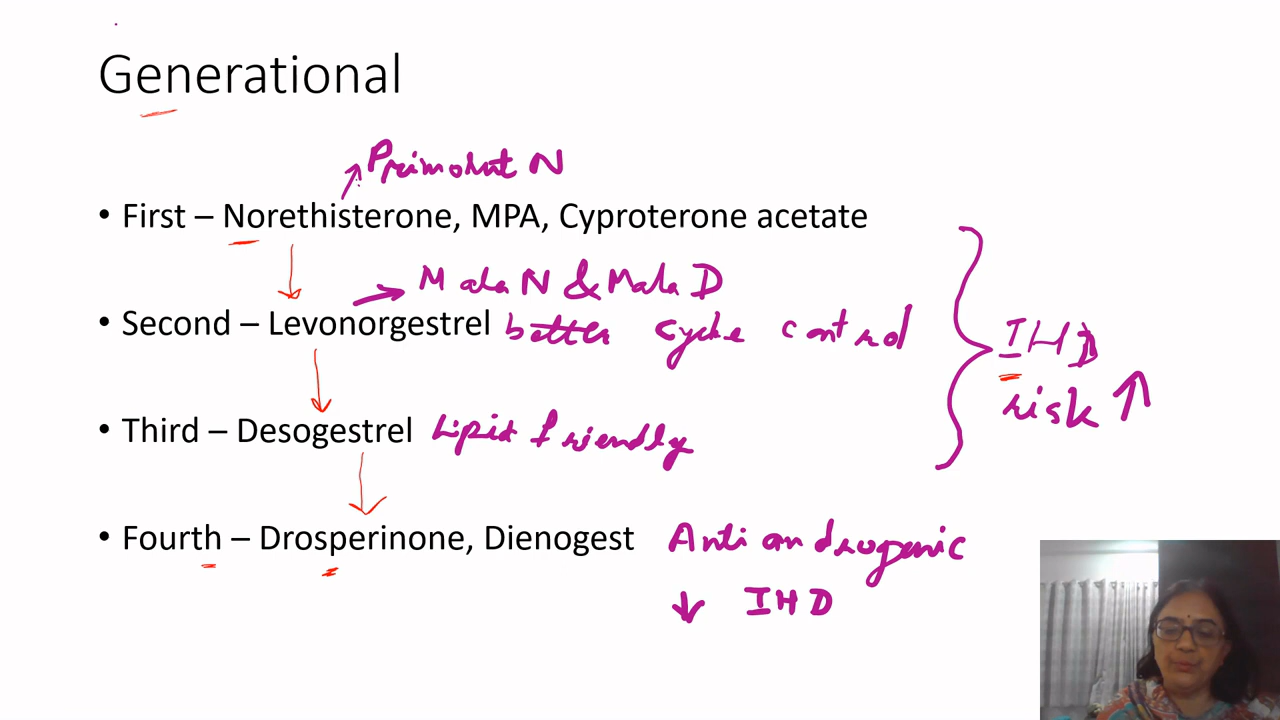 Generational
Primolut N
• First – Norethisterone, MPA, Cyproterone acetate
Mala N & Mala D
• Second – Levonorgestrel better cycle control
IHD
risk ↑
• Third – Desogestrel Lipid friendly
• Fourth – Drosperinone, Dienogest Anti androgenic
↓ IHD